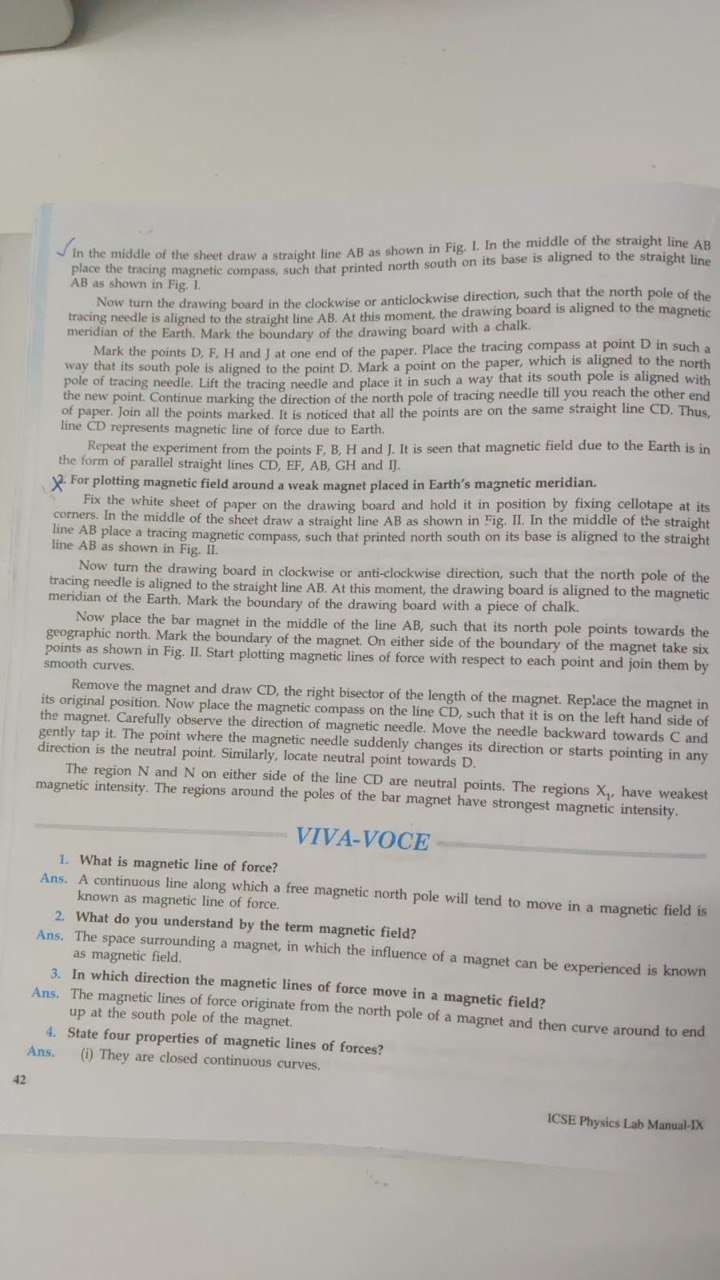 In the middle of the sheet draw a straight line AB as shown in Fig. I. In the middle of the straight line AB
place the tracing magnetic compass, such that printed north south on its base is aligned to the straight line
AB as shown in Fig. I.
Now turn the drawing board in the clockwise or anticlockwise direction, such that the north pole of the
tracing needle is aligned to the straight line AB. At this moment, the drawing board is aligned to the magnetic
meridian of the Earth. Mark the boundary of the drawing board with a chalk.
Mark the points D, F, H and J at one end of the paper. Place the tracing compass at point D in such a
way that its south pole is aligned to the point D. Mark a point on the paper, which is aligned to the north
pole of tracing needle. Lift the tracing needle and place it in such a way that its south pole is aligned with
the new point. Continue marking the direction of the north pole of tracing needle till you reach the other end
of paper. Join all the points marked. It is noticed that all the points are on the same straight line CD. Thus,
line CD represents magnetic line of force due to Earth.
Repeat the experiment from the points F, B, H and J. It is seen that magnetic field due to the Earth is in
the form of parallel straight lines CD, EF, AB, GH and IJ.
2. For plotting magnetic field around a weak magnet placed in Earth's magnetic meridian.
Fix the white sheet of paper on the drawing board and hold it in position by fixing cellotape at its
corners. In the middle of the sheet draw a straight line AB as shown in Fig. II. In the middle of the straight
line AB place a tracing magnetic compass, such that printed north south on its base is aligned to the straight
line AB as shown in Fig. II.
Now turn the drawing board in clockwise or anti-clockwise direction, such that the north pole of the
tracing needle is aligned to the straight line AB. At this moment, the drawing board is aligned to the magnetic
meridian of the Earth. Mark the boundary of the drawing board with a piece of chalk.
Now place the bar magnet in the middle of the line AB, such that its north pole points towards the
geographic north. Mark the boundary of the magnet. On either side of the boundary of the magnet take six
points as shown in Fig. II. Start plotting magnetic lines of force with respect to each point and join them by
smooth curves.
Remove the magnet and draw CD, the right bisector of the length of the magnet. Replace the magnet in
its original position. Now place the magnetic compass on the line CD, such that it is on the left hand side of
the magnet. Carefully observe the direction of magnetic needle. Move the needle backward towards C and
gently tap it. The point where the magnetic needle suddenly changes its direction or starts pointing in any
direction is the neutral point. Similarly, locate neutral point towards D.
The region N and N on either side of the line CD are neutral points. The regions X₁, have weakest
magnetic intensity. The regions around the poles of the bar magnet have strongest magnetic intensity.
VIVA-VOCE
1. What is magnetic line of force?
Ans. A continuous line along which a free magnetic north pole will tend to move in a magnetic field is
known as magnetic line of force.
2. What do you understand by the term magnetic field?
Ans. The space surrounding a magnet, in which the influence of a magnet can be experienced is known
as magnetic field.
3. In which direction the magnetic lines of force move in a magnetic field?
Ans. The magnetic lines of force originate from the north pole of a magnet and then curve around to end
up at the south pole of the magnet.
4. State four properties of magnetic lines of forces?
Ans. (i) They are closed continuous curves.
42
ICSE Physics Lab Manual-IX